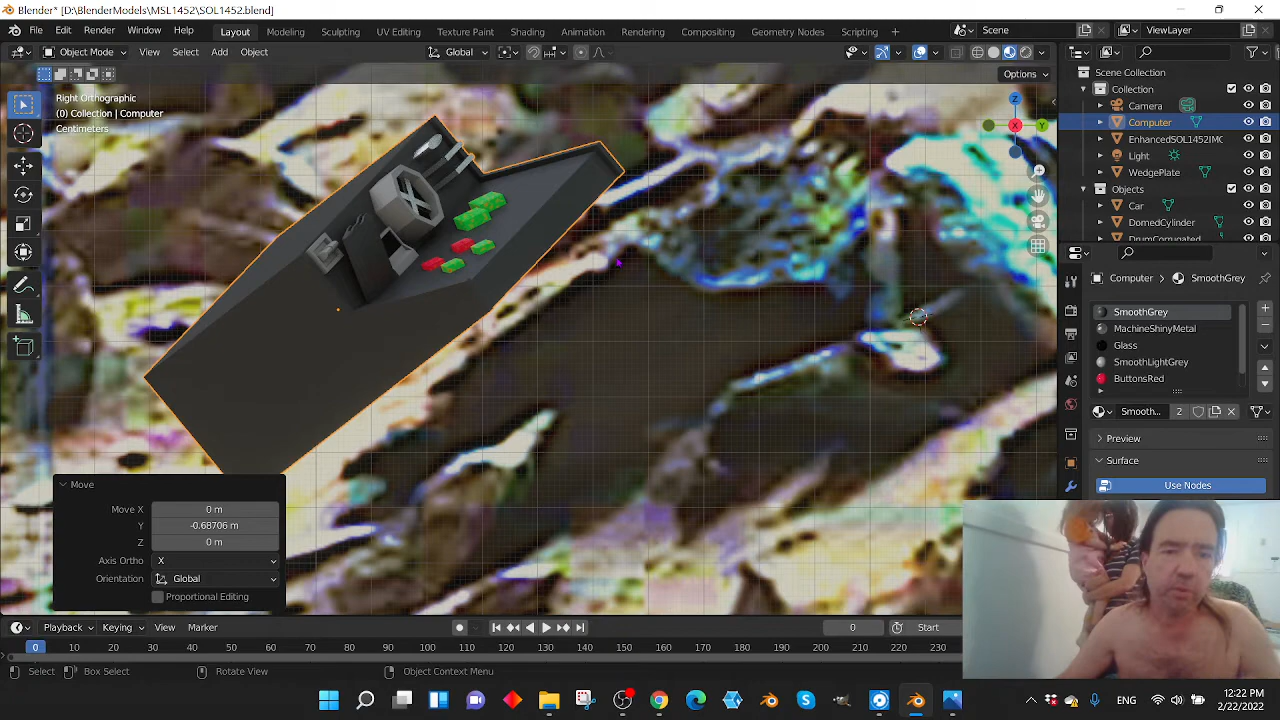 Blender* [D:\BlenderModels\MSL1452\SOL1452.blend]
File Edit Render Window Help Layout Modeling Sculpting UV Editing Texture Paint Shading Animation Rendering Compositing Geometry Nodes Scripting Scene ViewLayer
Object Mode View Select Add Object Global
Options
Right Orthographic
(0) Collection | Computer
Centimeters
Z
X
Y
Scene Collection
Collection
Camera
Computer
EnhancedSOL1452IMG
Light
WedgePlate
Objects
Car
DomedCylinder
DrumCorrugated
Computer SmoothGrey
SmoothGrey
MachineShinyMetal
Glass
SmoothLightGrey
ButtonsRed
Smooth... 2
Preview
Surface
Use Nodes
Move
Move X 0 m
Y -0.68706 m
Z 0 m
Axis Ortho X
Orientation Global
Proportional Editing
Playback Keying View Marker 0 Start
0 10 20 30 40 50 60 70 80 90 100 110 120 130 140 150 160 170 180 190 200 210 220 230
Select Box Select Rotate View Object Context Menu
ENG 12:22 PM
2/22/2022